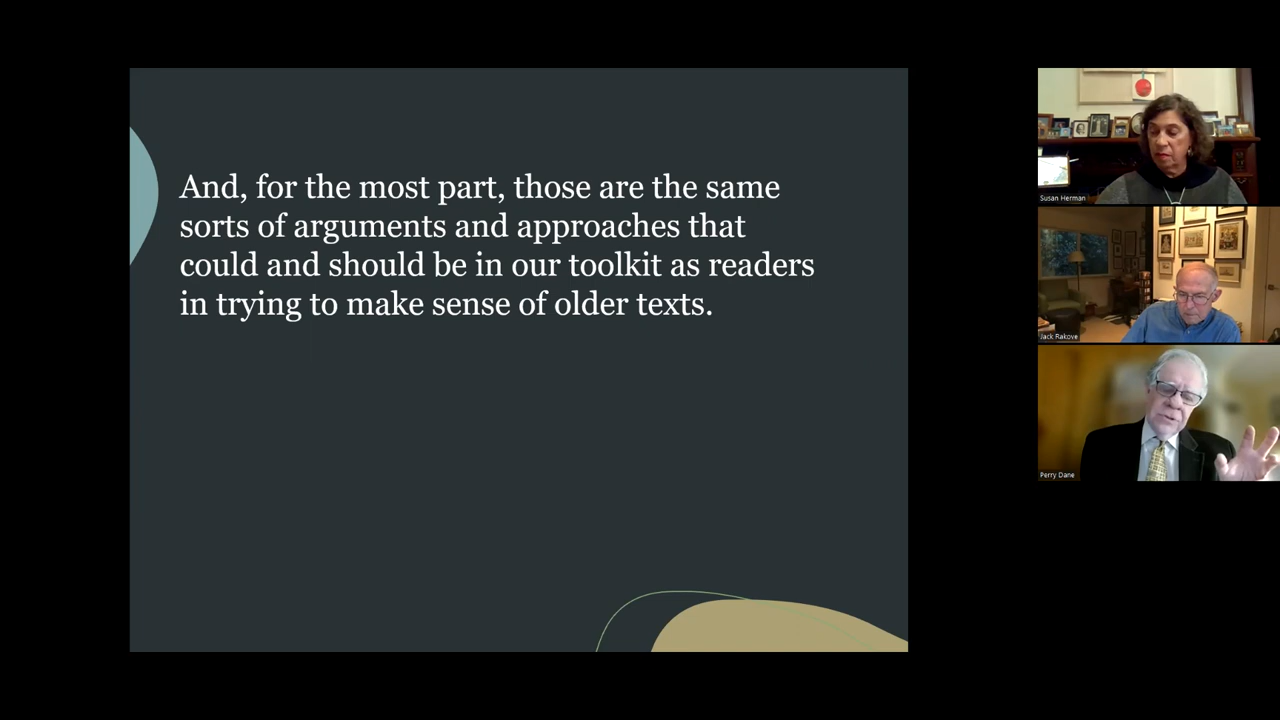 And, for the most part, those are the same
sorts of arguments and approaches that
could and should be in our toolkit as readers
in trying to make sense of older texts.
Susan Herman
Jack Rakove
Perry Dane